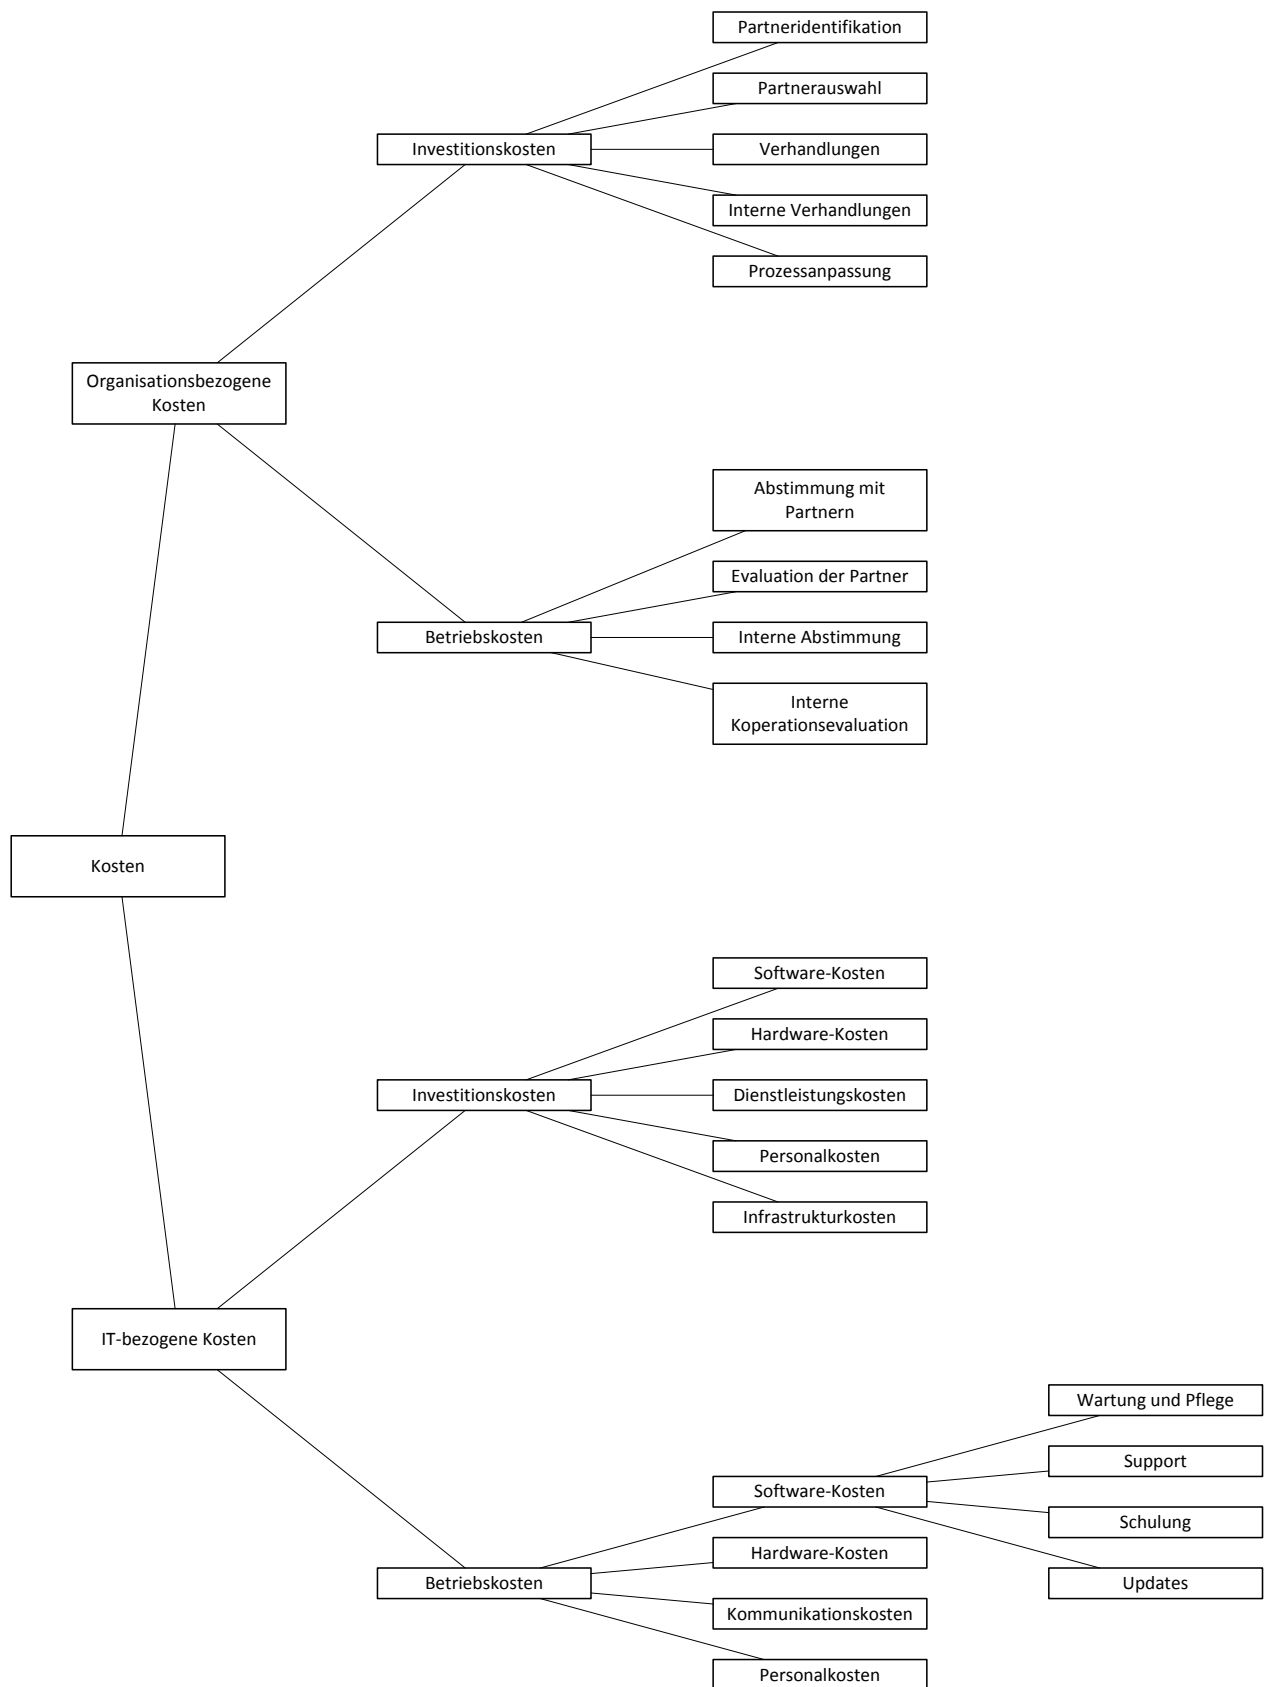 Partneridentifikation
Partnerauswahl
Investitionskosten
Verhandlungen
Interne Verhandlungen
Prozessanpassung
Organisationsbezogene
Kosten
Abstimmung mit
Partnern
Evaluation der Partner
Betriebskosten
Interne Abstimmung
Interne
Koperationsevaluation
Kosten
Software-Kosten
Hardware-Kosten
Investitionskosten
Dienstleistungskosten
Personalkosten
Infrastrukturkosten
IT-bezogene Kosten
Wartung und Pflege
Support
Software-Kosten
Schulung
Hardware-Kosten
Betriebskosten
Updates
Kommunikationskosten
Personalkosten